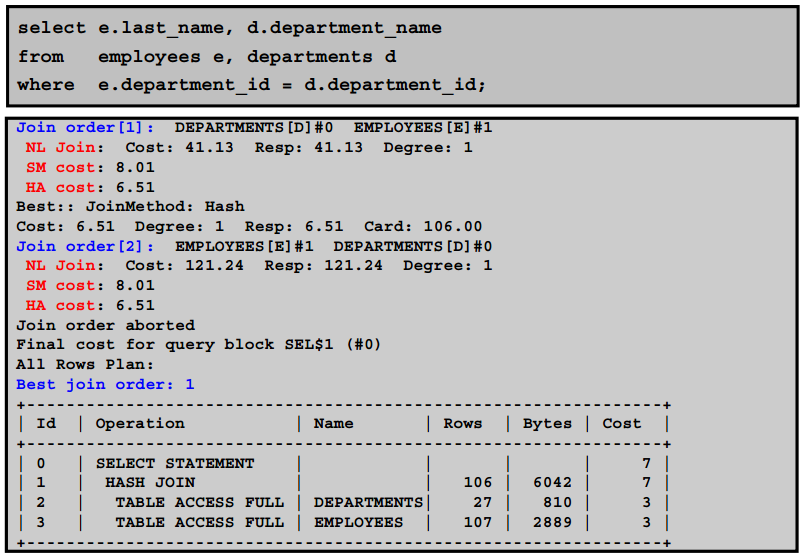 select e.last_name, d.department_name
from   employees e, departments d
where  e.department_id = d.department_id;
Join order[1]:  DEPARTMENTS[D]#0  EMPLOYEES[E]#1
 NL Join:  Cost: 41.13  Resp: 41.13  Degree: 1
 SM cost: 8.01
 HA cost: 6.51
Best:: JoinMethod: Hash
Cost: 6.51  Degree: 1  Resp: 6.51  Card: 106.00
Join order[2]:  EMPLOYEES[E]#1  DEPARTMENTS[D]#0
 NL Join:  Cost: 121.24  Resp: 121.24  Degree: 1
 SM cost: 8.01
 HA cost: 6.51
Join order aborted
Final cost for query block SEL$1 (#0)
All Rows Plan:
Best join order: 1
+----------------------------------------------------------------+
| Id  | Operation           | Name       | Rows  | Bytes | Cost  |
+----------------------------------------------------------------+
| 0   | SELECT STATEMENT    |            |       |       |     7 |
| 1   |  HASH JOIN          |            |   106 |  6042 |     7 |
| 2   |   TABLE ACCESS FULL | DEPARTMENTS|    27 |   810 |     3 |
| 3   |   TABLE ACCESS FULL | EMPLOYEES  |   107 |  2889 |     3 |
+----------------------------------------------------------------+